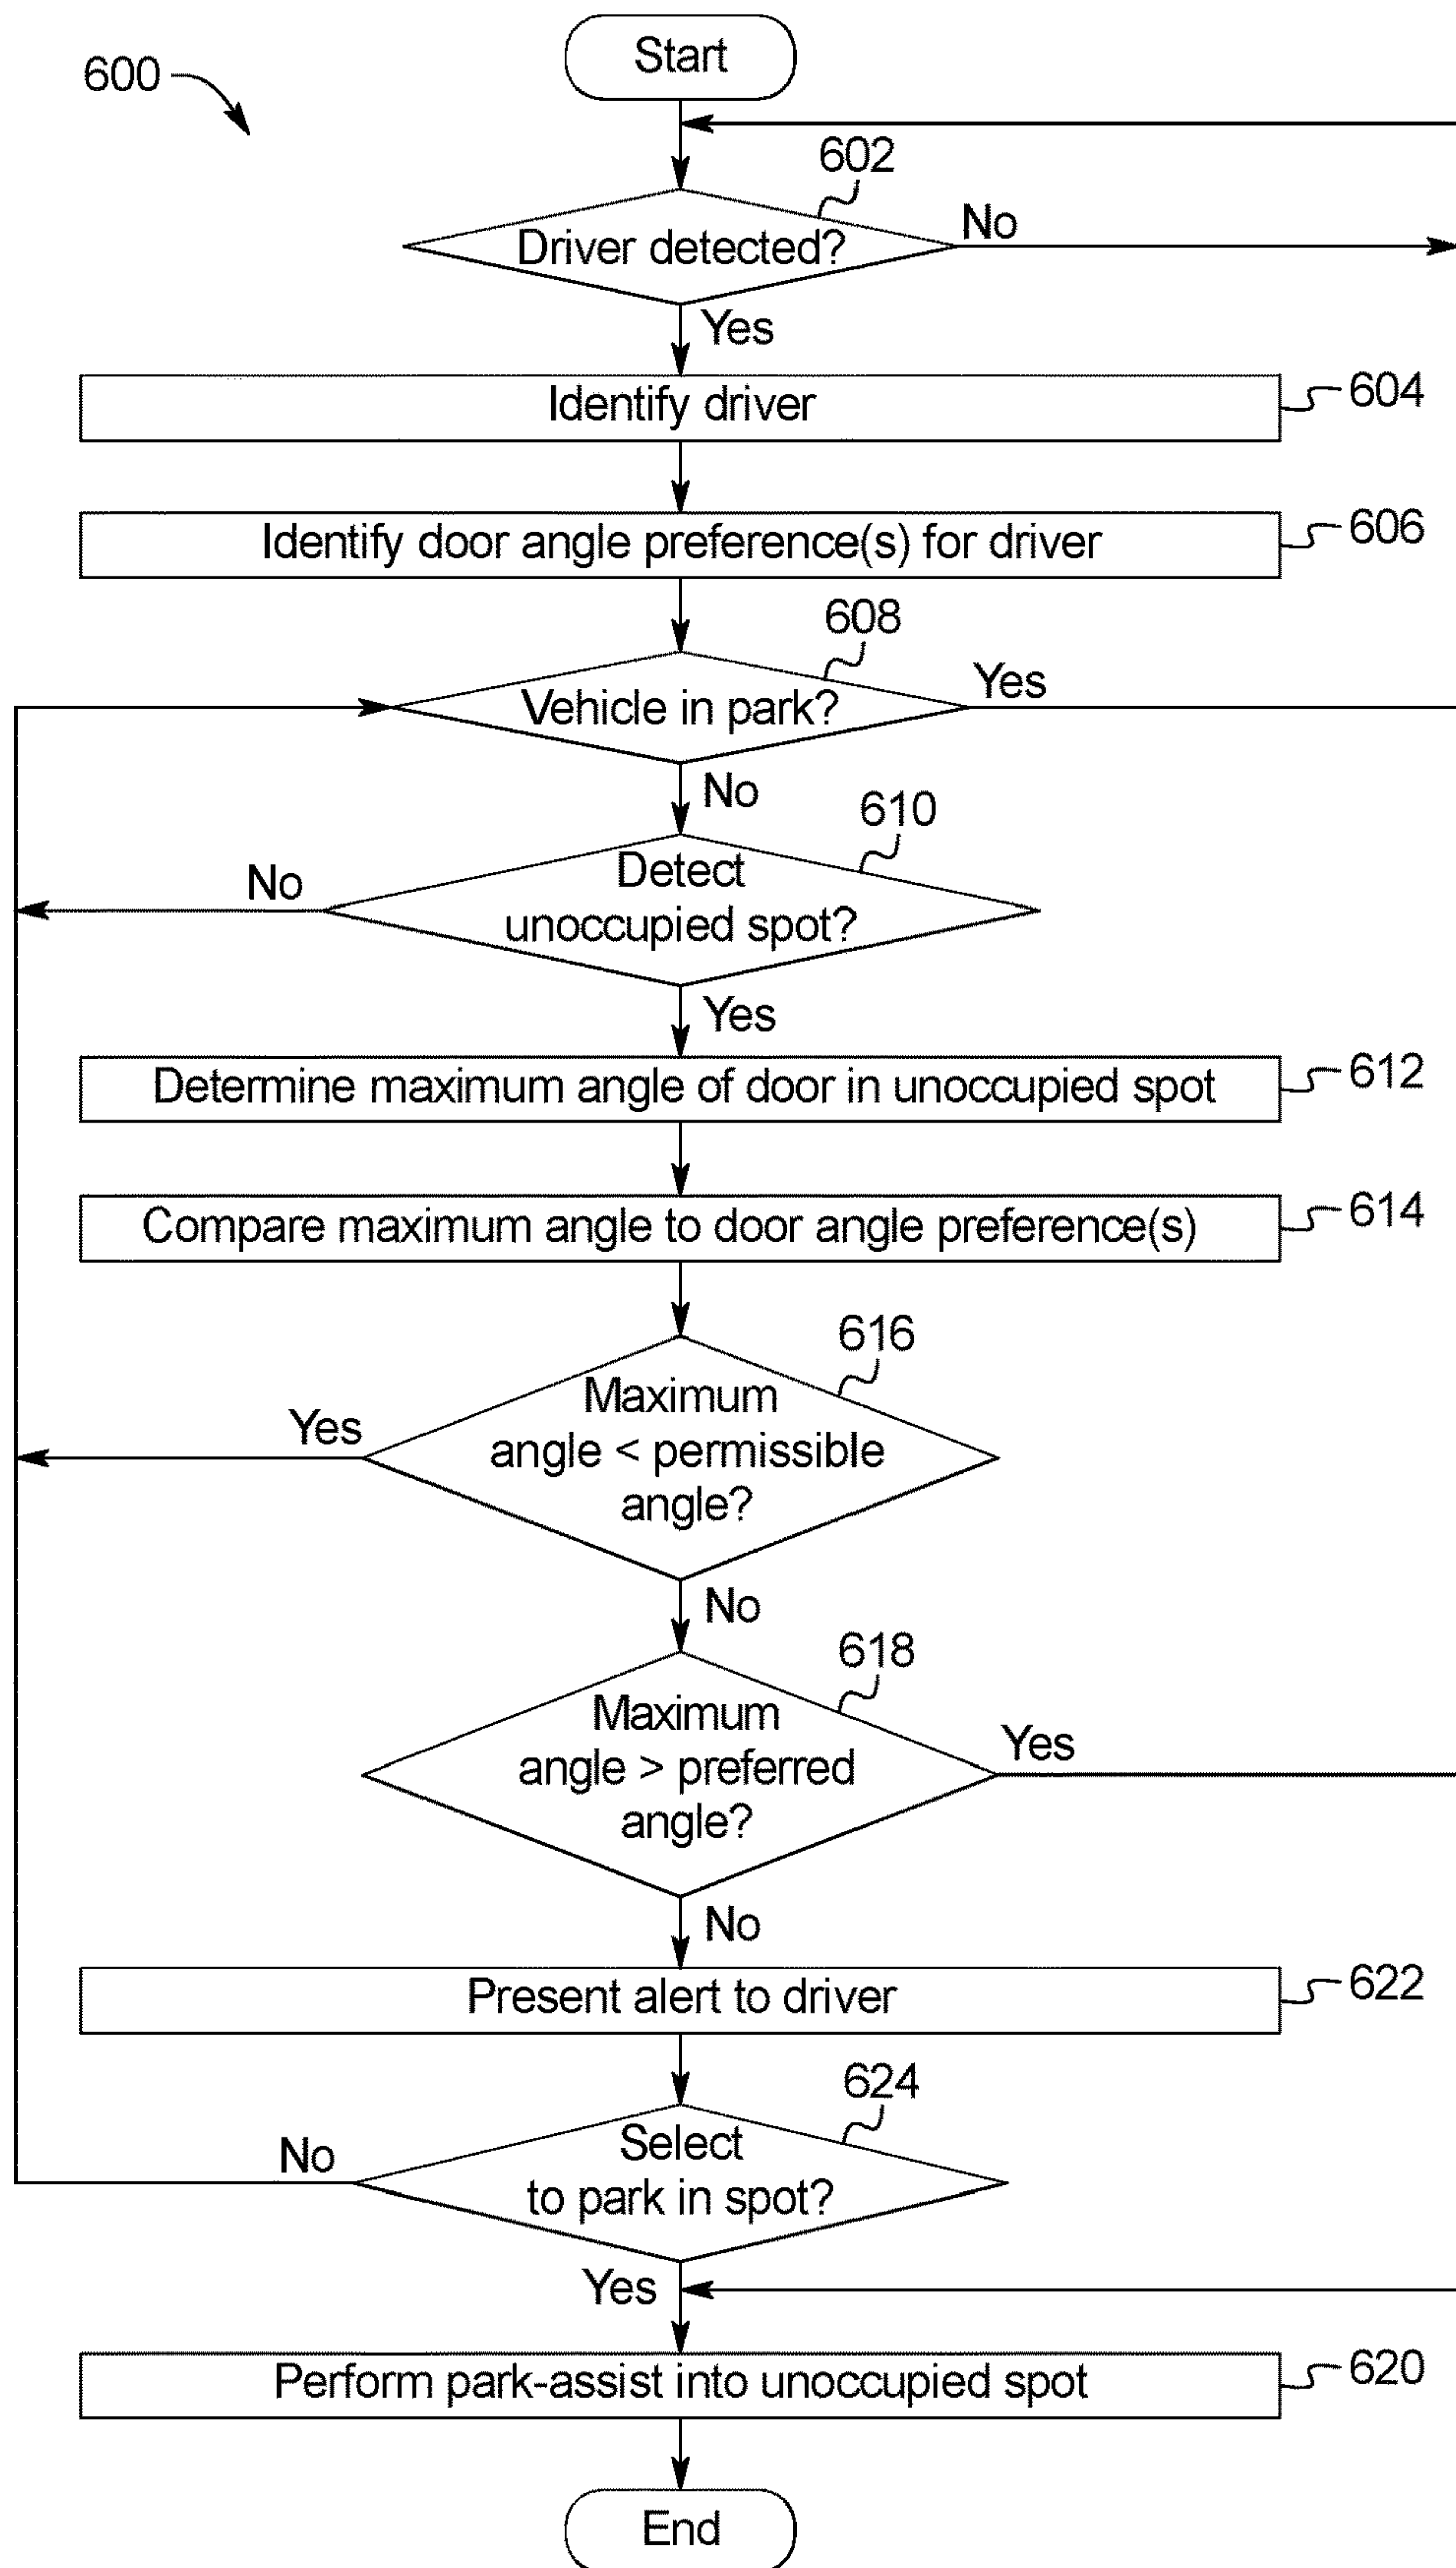 Start
600
602
Driver detected?
No
Yes
Identify driver
604
Identify door angle preference(s) for driver
606
608
Vehicle in park?
Yes
No
610
Detect
unoccupied spot?
No
Yes
Determine maximum angle of door in unoccupied spot
612
Compare maximum angle to door angle preference(s)
614
616
Maximum
angle < permissible
angle?
Yes
No
618
Maximum
angle > preferred
angle?
Yes
No
Present alert to driver
622
624
Select
to park in spot?
No
Yes
Perform park-assist into unoccupied spot
620
End